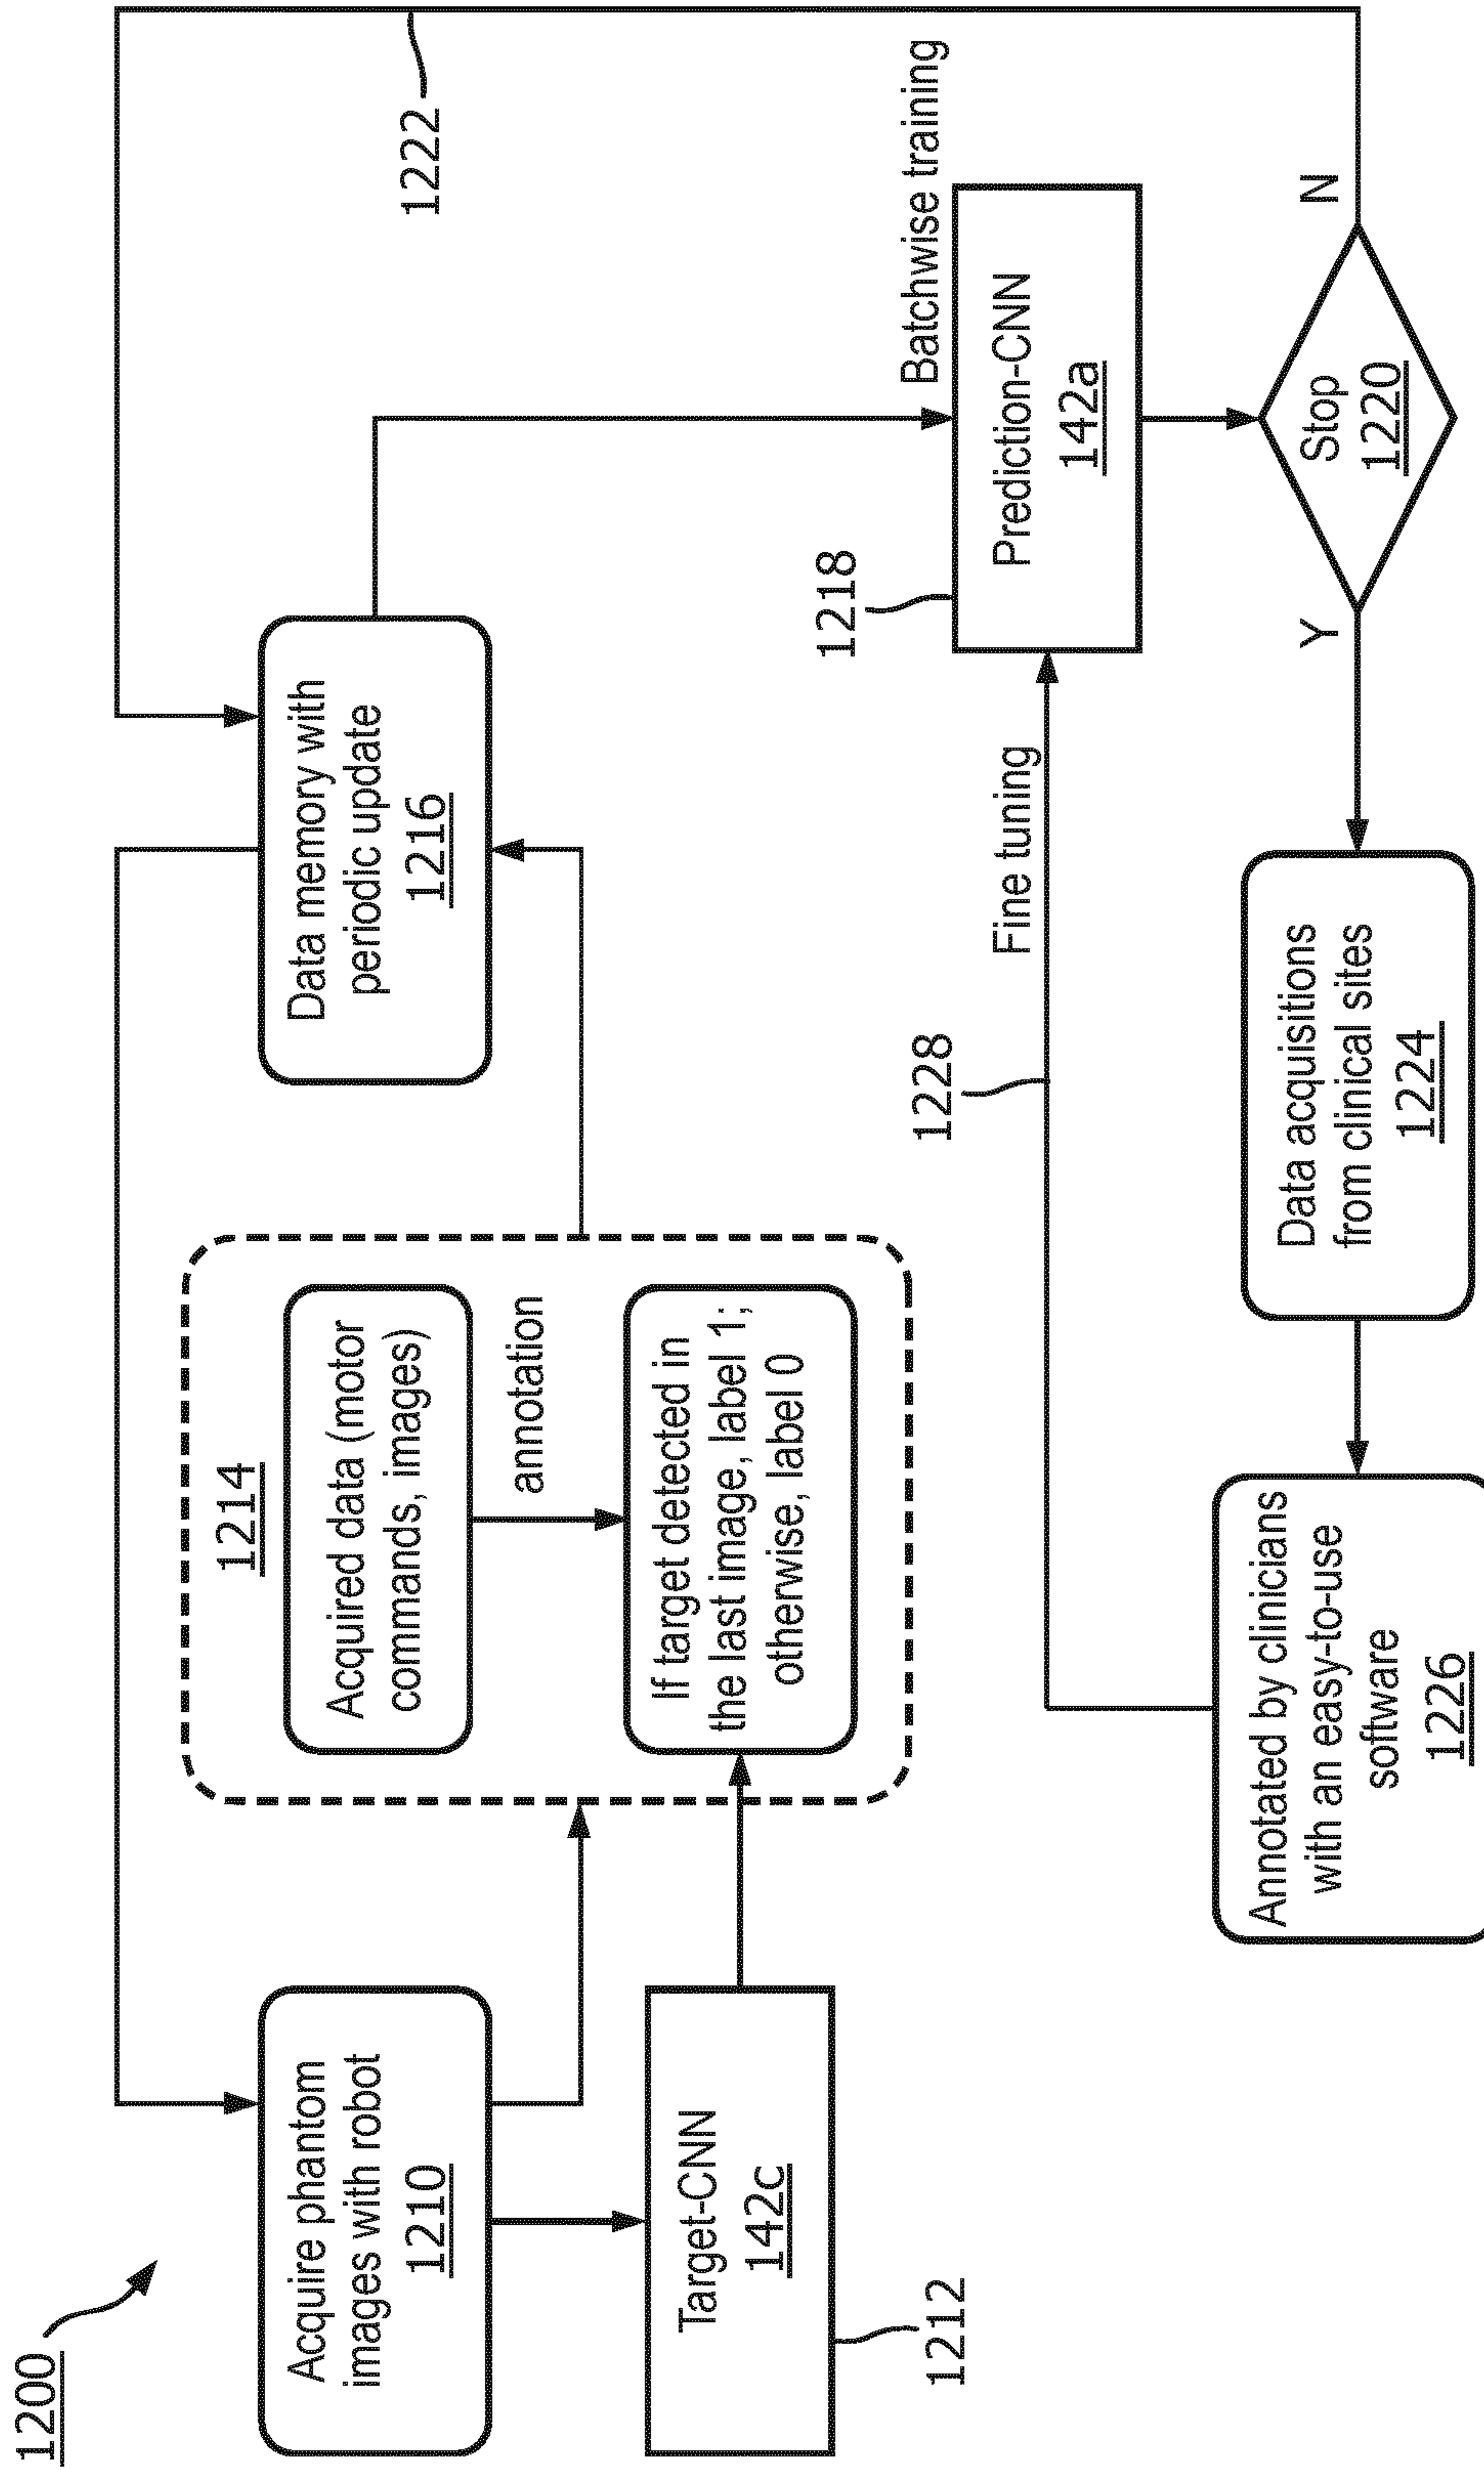 1200
Acquire phantom
images with robot
1210
Target-CNN
142c
1212
1214
Acquired data (motor
commands, images)
annotation
If target detected in
the last image, label 1;
otherwise, label 0
Data memory with
periodic update
1216
1222
Batchwise training
1218
Prediction-CNN
142a
Stop
1220
N
Y
Fine tuning
1228
Data acquisitions
from clinical sites
1224
Annotated by clinicians
with an easy-to-use
software
1226